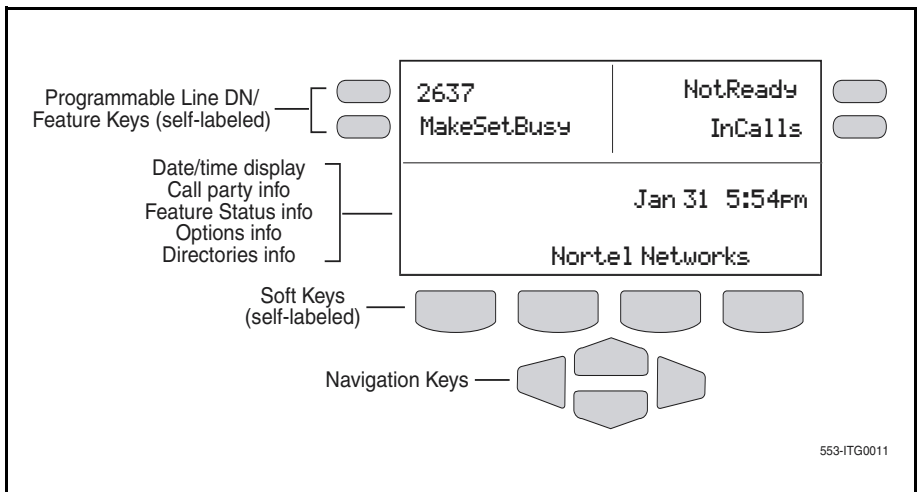 Programmable Line DN/
Feature Keys (self-labeled)
2637
NotReady
MakeSetBusy
InCalls
Date/time display
Call party info
Feature Status info
Options info
Directories info
Jan 31 5:54pm
Nortel Networks
Soft Keys
(self-labeled)
Navigation Keys
553-ITG0011